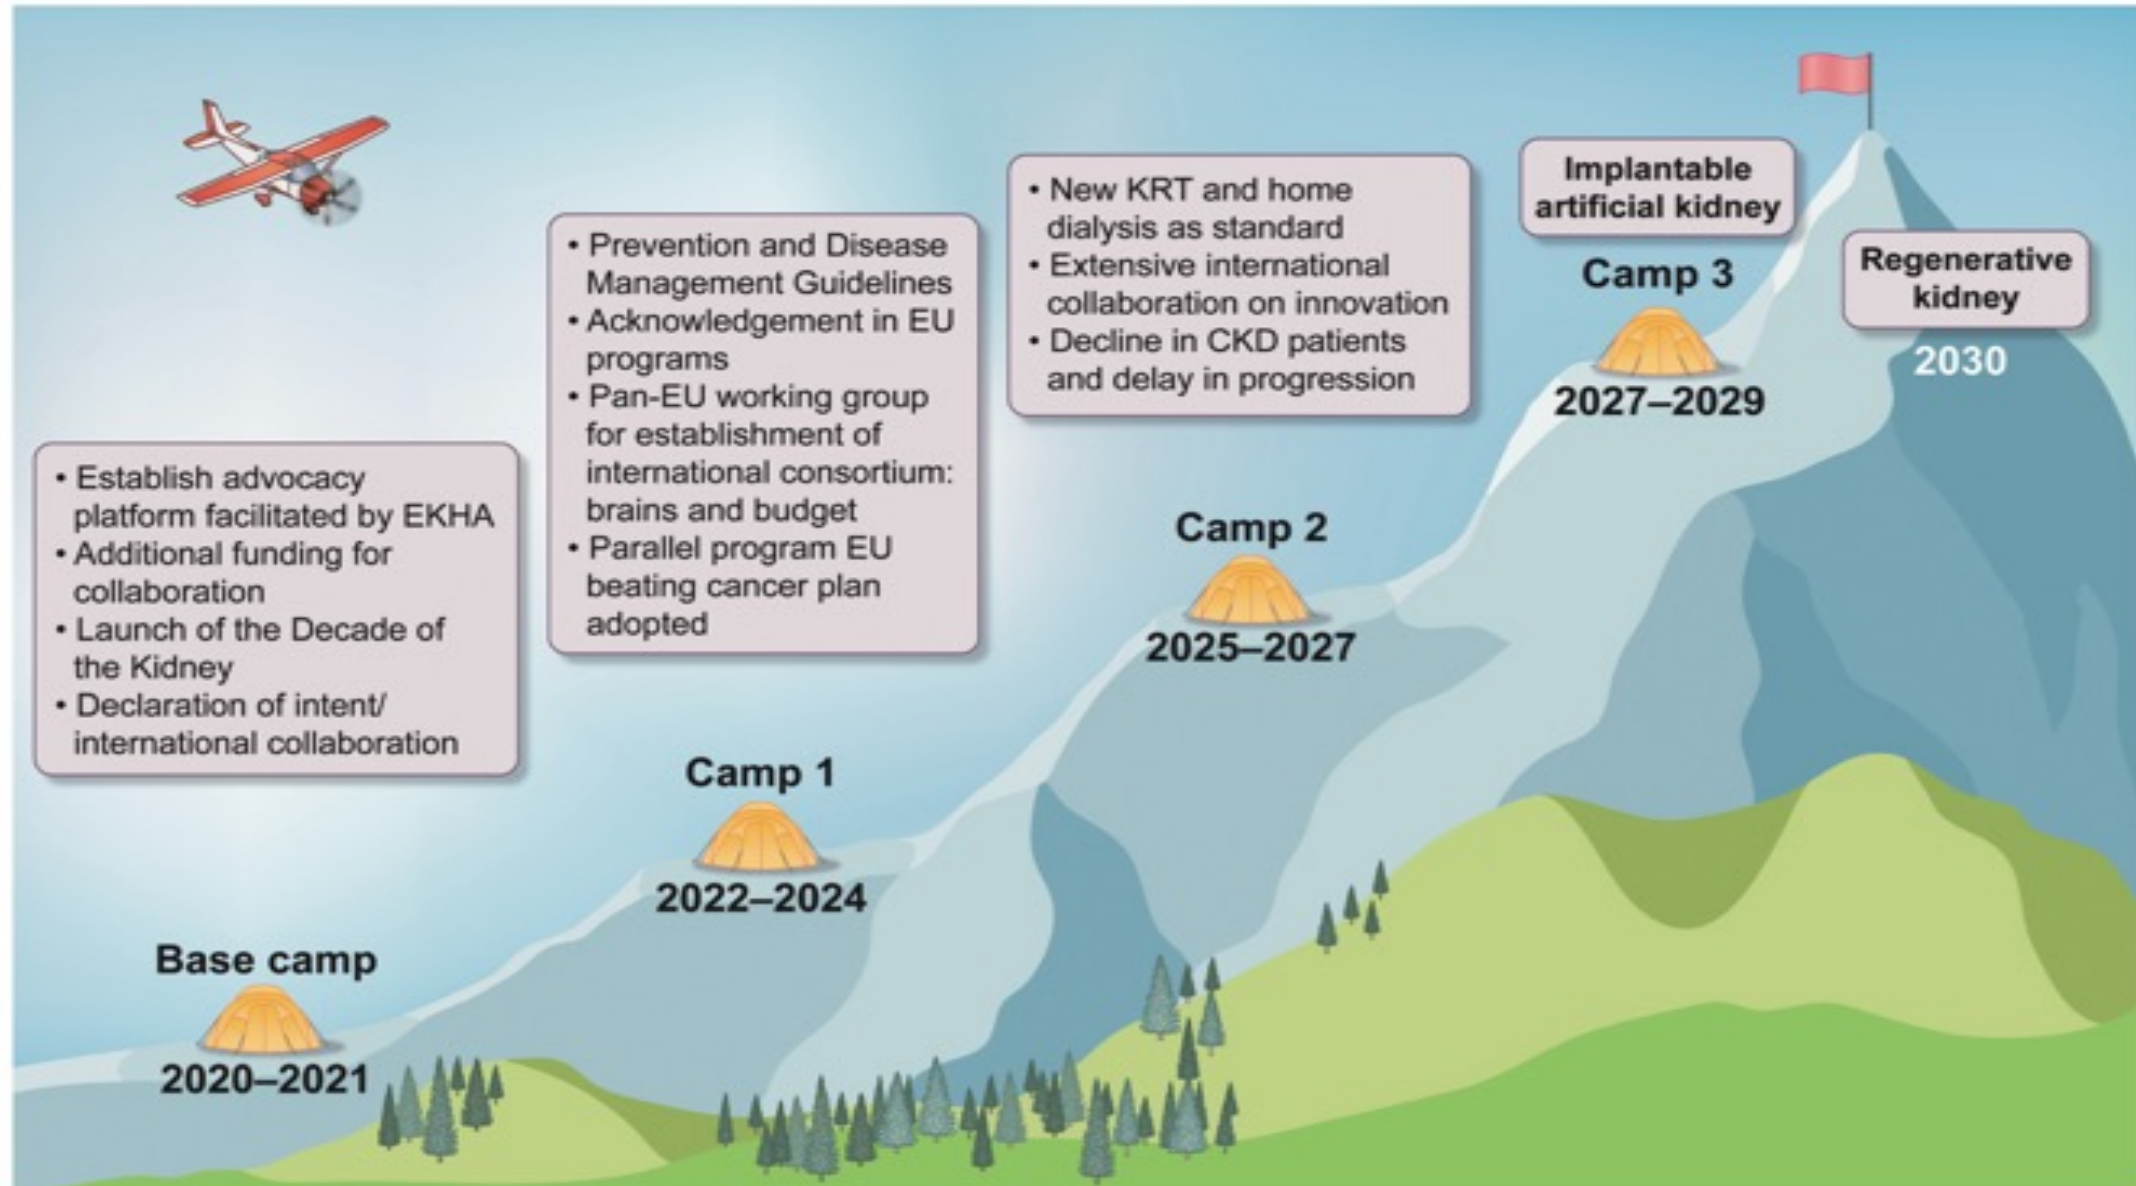 • Establish advocacy
platform facilitated by EKHA
• Additional funding for
collaboration
• Launch of the Decade of
the Kidney
• Declaration of intent/
international collaboration
Base camp
2020–2021
• Prevention and Disease
Management Guidelines
• Acknowledgement in EU
programs
• Pan-EU working group
for establishment of
international consortium:
brains and budget
• Parallel program EU
beating cancer plan
adopted
Camp 1
2022–2024
• New KRT and home
dialysis as standard
• Extensive international
collaboration on innovation
• Decline in CKD patients
and delay in progression
Camp 2
2025–2027
Implantable
artificial kidney
Camp 3
2027–2029
Regenerative
kidney
2030